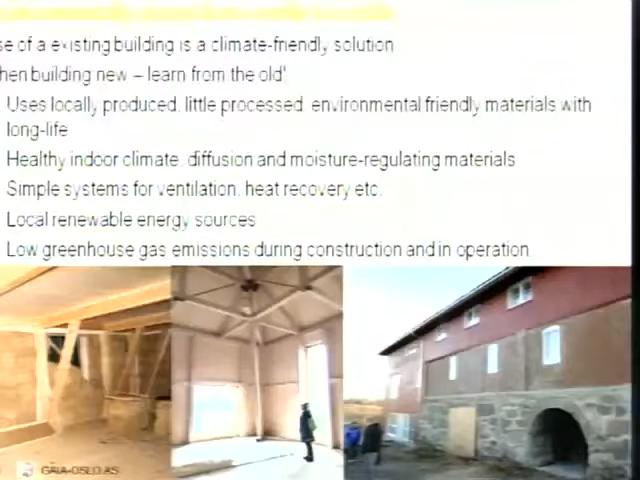 se of a existing building is a climate-friendly solution
hen building new – learn from the old'
Uses locally produced, little processed, environmental friendly materials with
long-life
Healthy indoor climate, diffusion and moisture-regulating materials
Simple systems for ventilation, heat recovery etc.
Local renewable energy sources
Low greenhouse gas emissions during construction and in operation
GAIA-OSLO AS